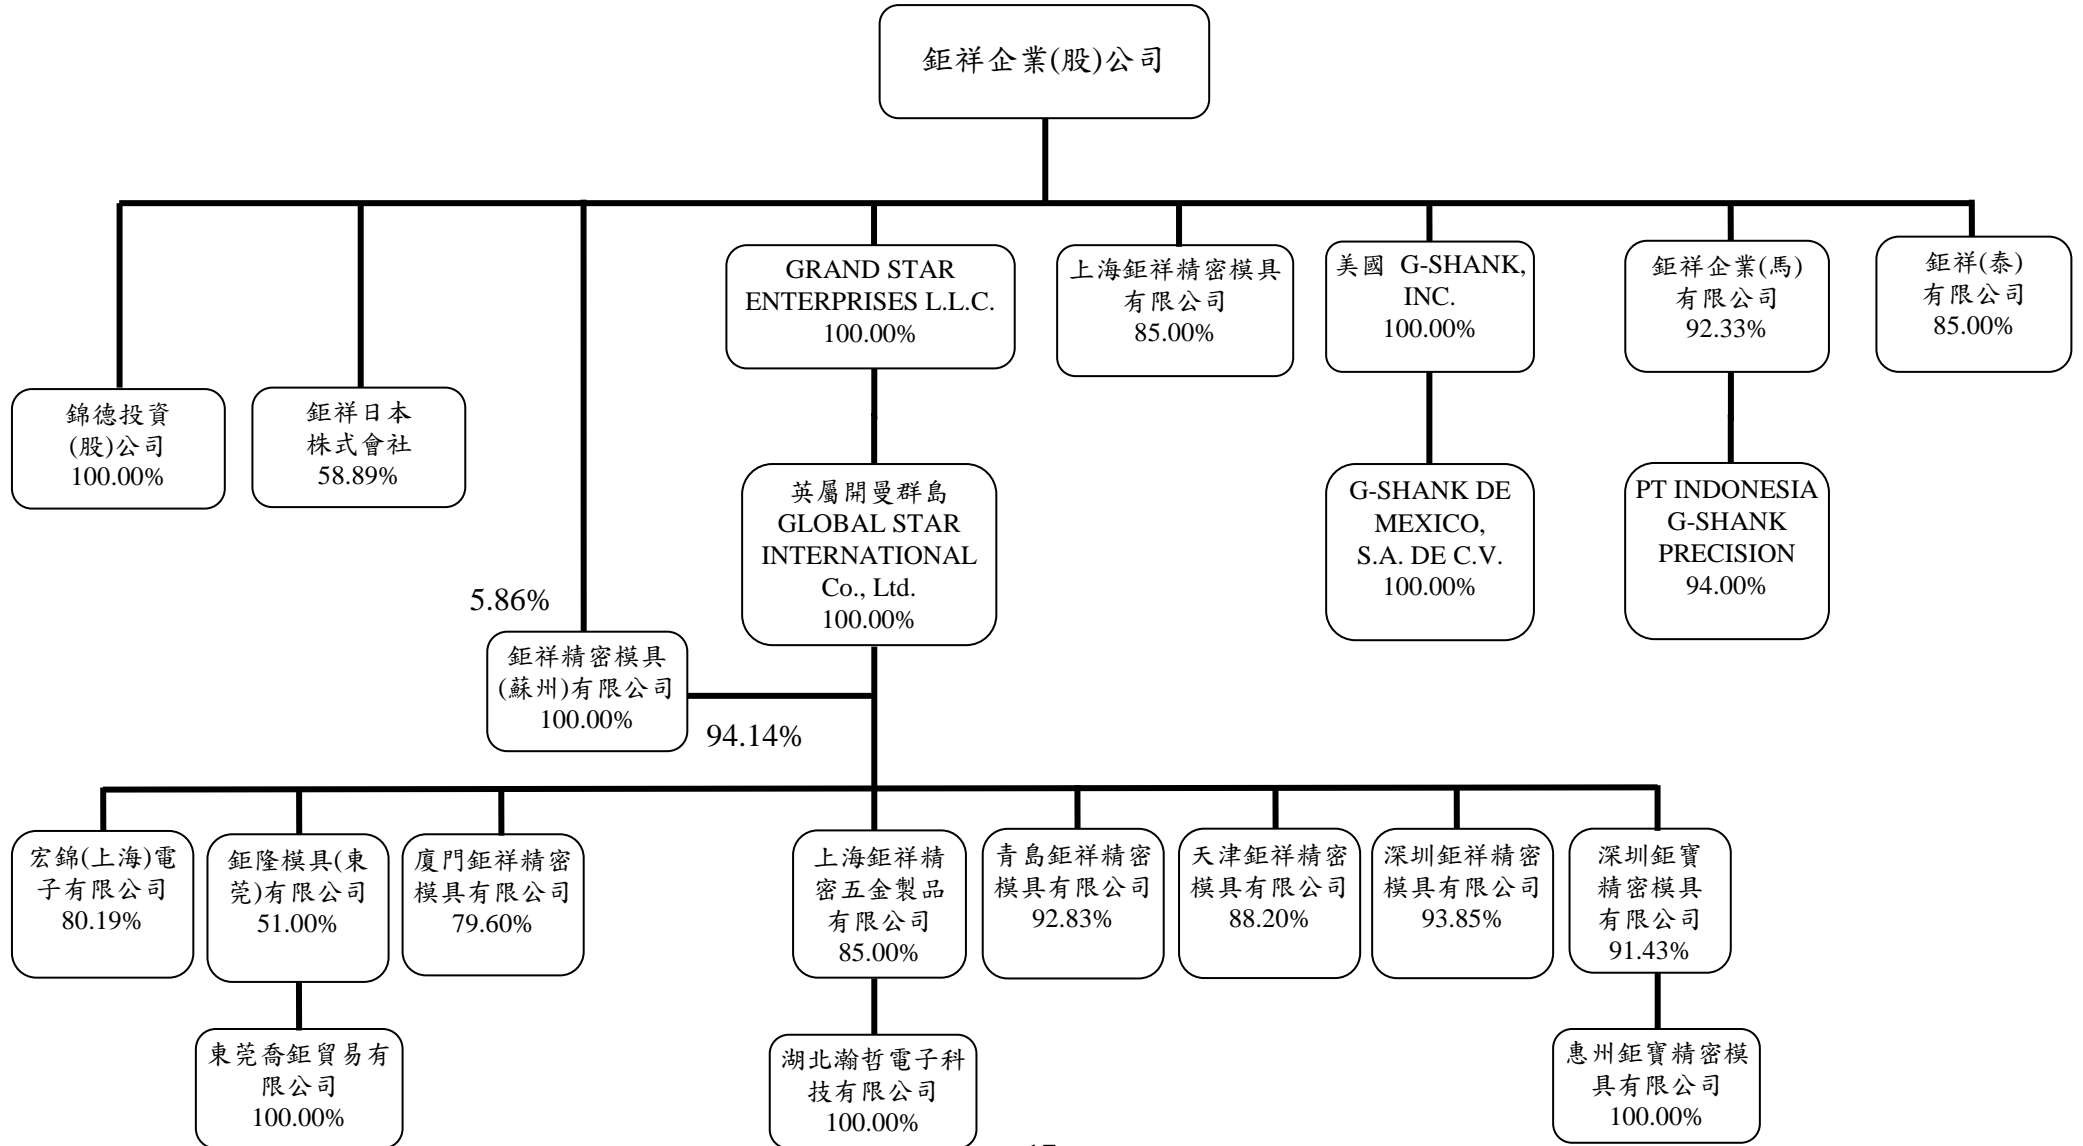 鉅祥企業(股)公司
GRAND STAR
ENTERPRISES L.L.C.
100.00%
上海鉅祥精密模具
有限公司
85.00%
美國 G-SHANK,
INC.
100.00%
鉅祥企業(馬)
有限公司
92.33%
鉅祥(泰)
有限公司
85.00%
錦德投資
(股)公司
100.00%
鉅祥日本
株式會社
58.89%
英屬開曼群島
GLOBAL STAR
INTERNATIONAL
Co., Ltd.
100.00%
G-SHANK DE
MEXICO,
S.A. DE C.V.
100.00%
PT INDONESIA
G-SHANK
PRECISION
94.00%
5.86%
鉅祥精密模具
(蘇州)有限公司
100.00%
94.14%
宏錦(上海)電
子有限公司
80.19%
鉅隆模具(東
莞)有限公司
51.00%
廈門鉅祥精密
模具有限公司
79.60%
上海鉅祥精
密五金製品
有限公司
85.00%
青島鉅祥精密
模具有限公司
92.83%
天津鉅祥精密
模具有限公司
88.20%
深圳鉅祥精密
模具有限公司
93.85%
深圳鉅寶
精密模具
有限公司
91.43%
東莞喬鉅貿易有
限公司
100.00%
湖北瀚哲電子科
技有限公司
100.00%
惠州鉅寶精密模
具有限公司
100.00%